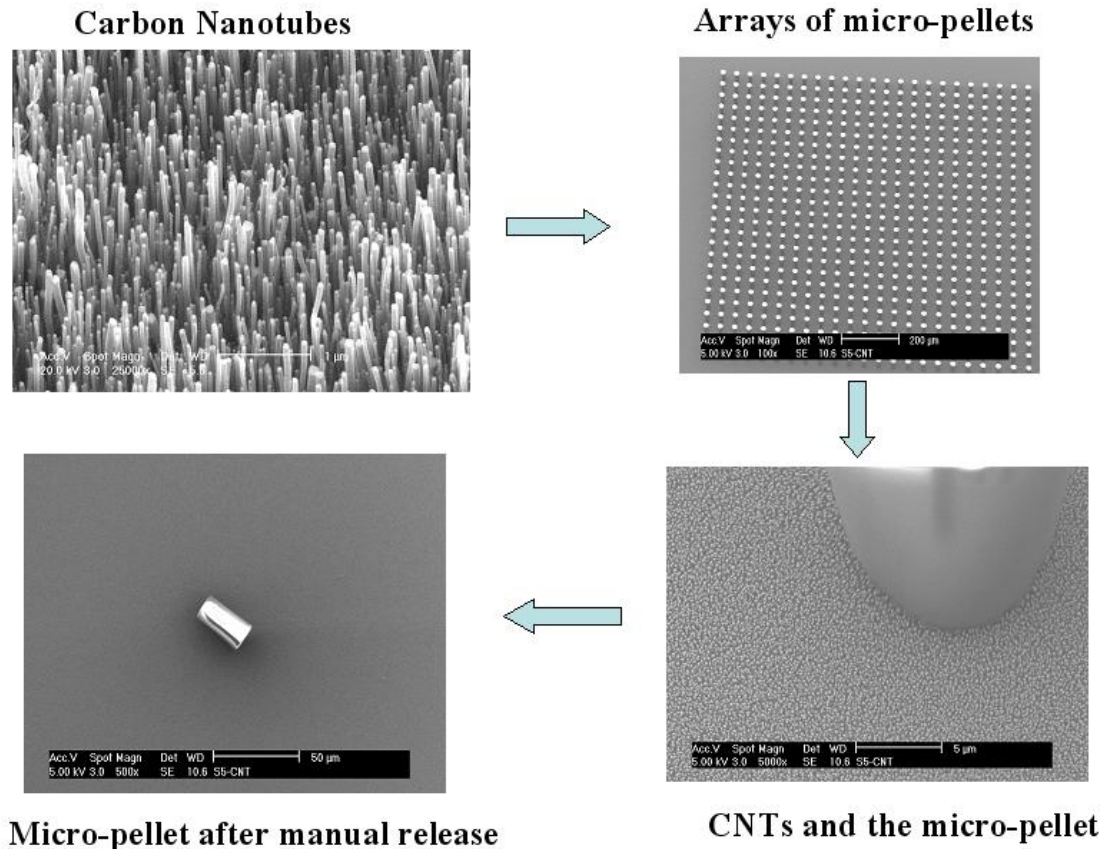 Carbon Nanotubes
Arrays of micro-pellets
Acc.V Spot Magn Det WD 1 µm
20.0 kV 3.0 25000x SE 5.6
Acc.V Spot Magn Det WD 200 µm
5.00 kV 3.0 100x SE 10.6 S5-CNT
Acc.V Spot Magn Det WD 50 µm
5.00 kV 3.0 500x SE 10.6 S5-CNT
Acc.V Spot Magn Det WD 5 µm
5.00 kV 3.0 5000x SE 10.6 S5-CNT
Micro-pellet after manual release
CNTs and the micro-pellet